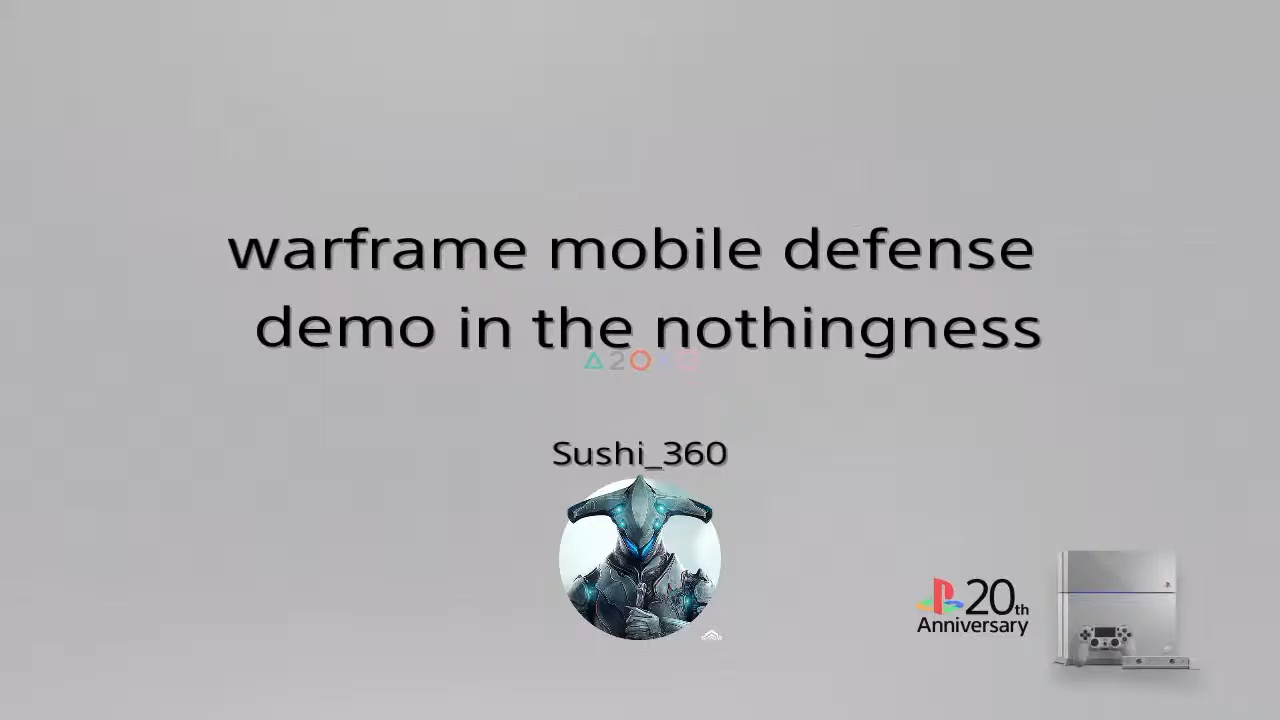 warframe mobile defense
demo in the nothingness
Sushi_360
20th
Anniversary